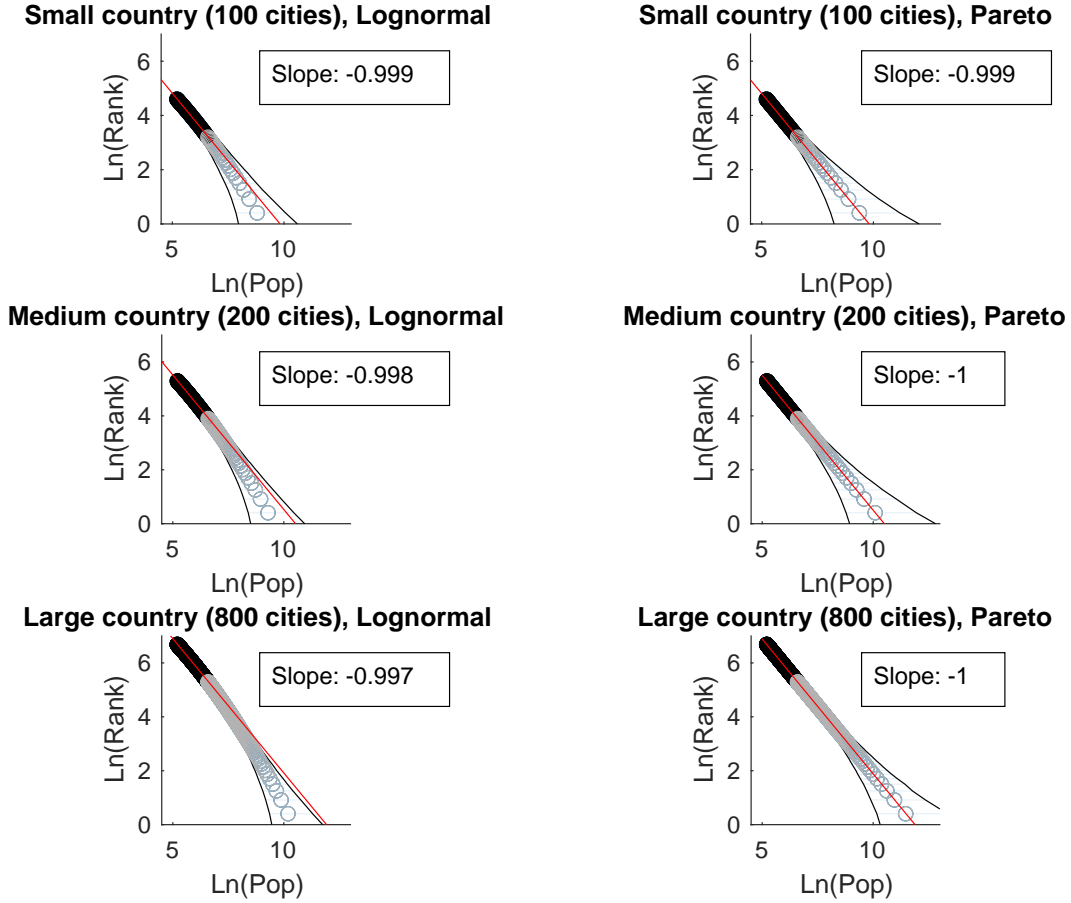 Small country (100 cities), Lognormal
6
4
2
0
Ln(Rank)
Slope: -0.999
5 10
Ln(Pop)
Small country (100 cities), Pareto
6
4
2
0
Ln(Rank)
Slope: -0.999
5 10
Ln(Pop)
Medium country (200 cities), Lognormal
6
4
2
0
Ln(Rank)
Slope: -0.998
5 10
Ln(Pop)
Medium country (200 cities), Pareto
6
4
2
0
Ln(Rank)
Slope: -1
5 10
Ln(Pop)
Large country (800 cities), Lognormal
6
4
2
0
Ln(Rank)
Slope: -0.997
5 10
Ln(Pop)
Large country (800 cities), Pareto
6
4
2
0
Ln(Rank)
Slope: -1
5 10
Ln(Pop)